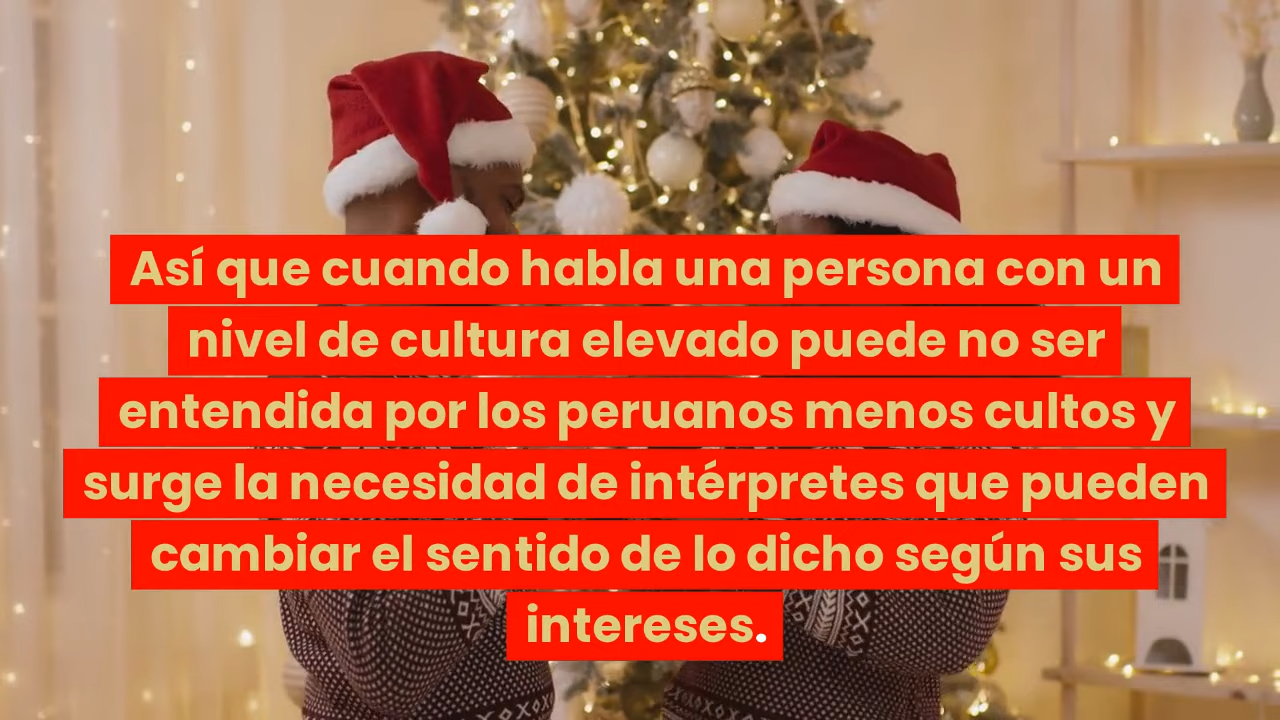 Así que cuando habla una persona con un
nivel de cultura elevado puede no ser
entendida por los peruanos menos cultos y
surge la necesidad de intérpretes que pueden
cambiar el sentido de lo dicho según sus
intereses.